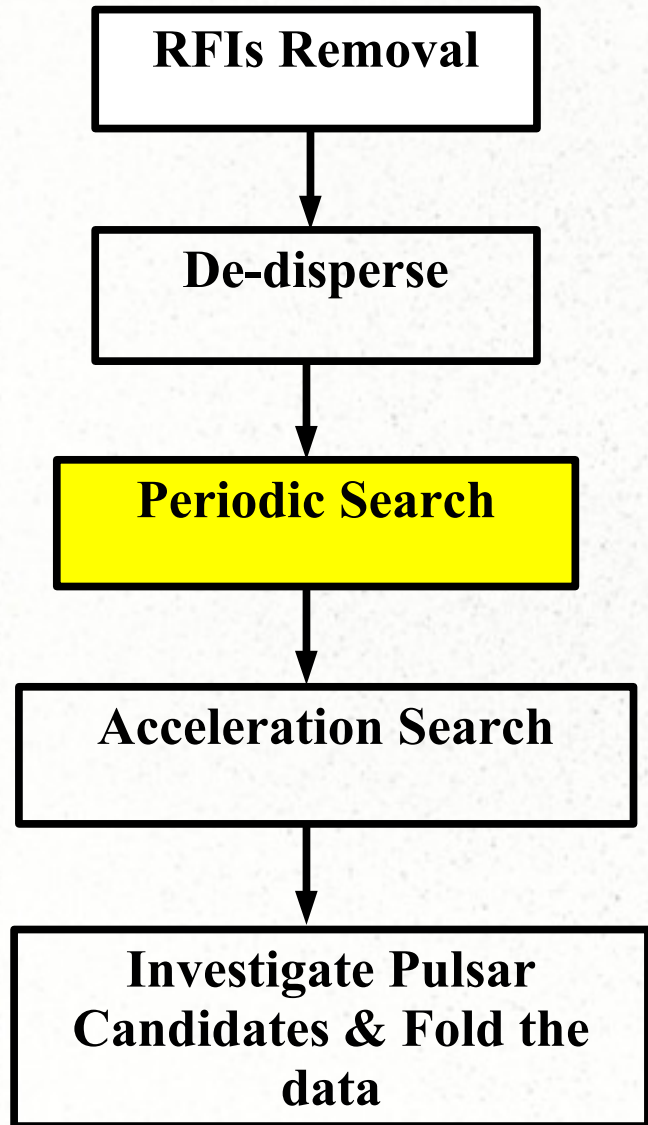 RFIs Removal
De-disperse
Periodic Search
Acceleration Search
Investigate Pulsar
Candidates & Fold the
data